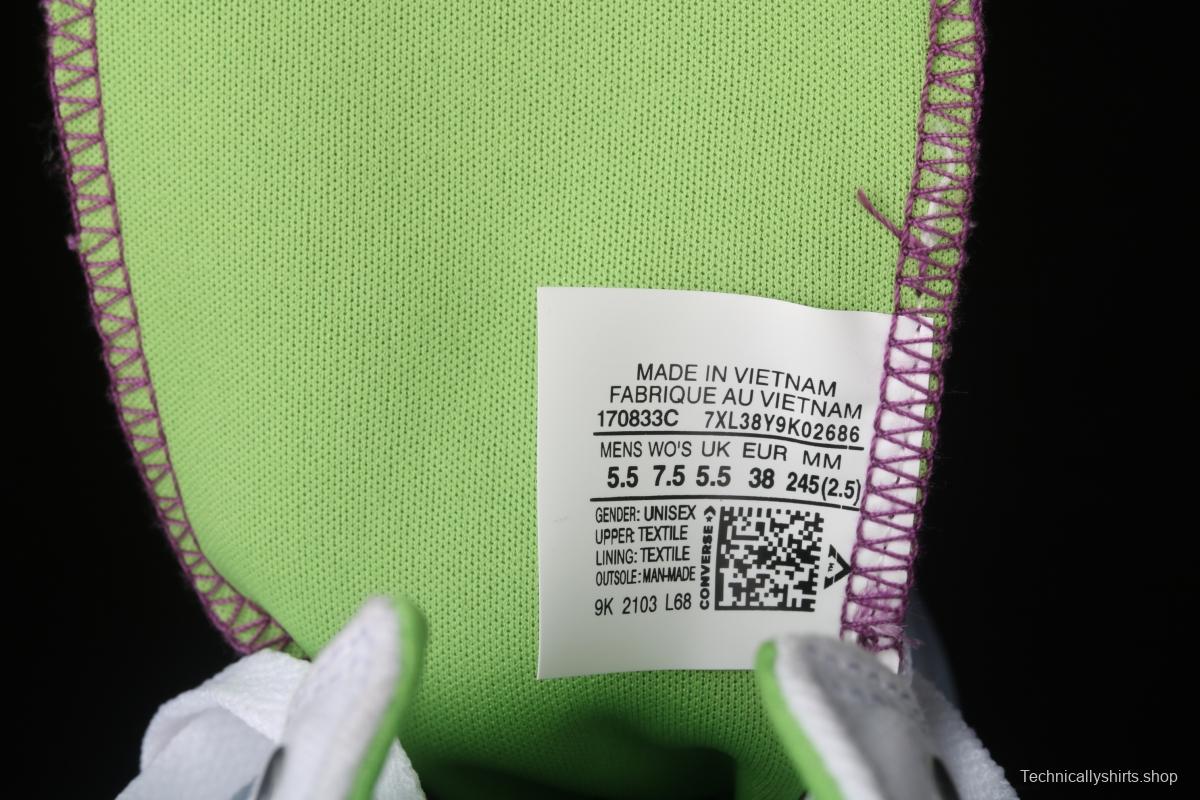 MADE IN VIETNAM
FABRIQUE AU VIETNAM
170833C 7XL38Y9K02686
MENS WO'S UK EUR MM
5.5 7.5 5.5 38 245(2.5)
GENDER: UNISEX
UPPER: TEXTILE
LINING: TEXTILE
OUTSOLE: MAN-MADE
9K 2103 L68
CONVERSE
TM
Technicallyshirts.shop